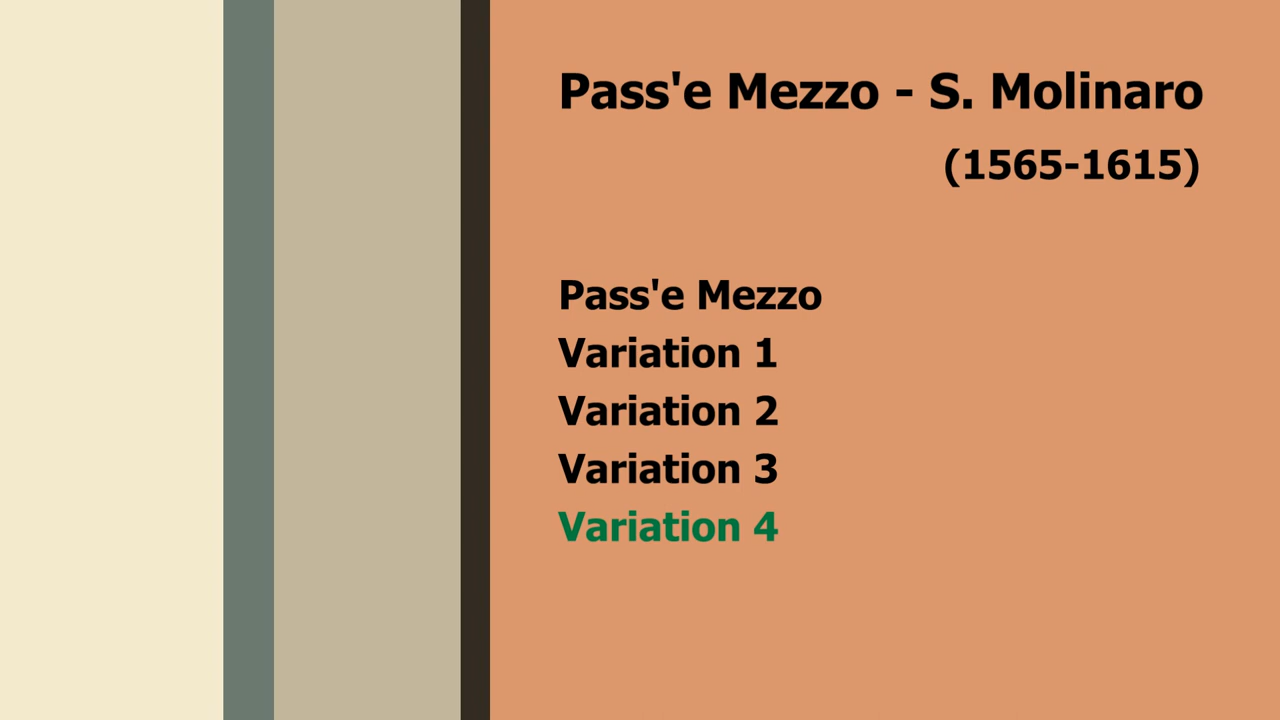 Pass'e Mezzo - S. Molinaro
(1565-1615)
Pass'e Mezzo
Variation 1
Variation 2
Variation 3
Variation 4